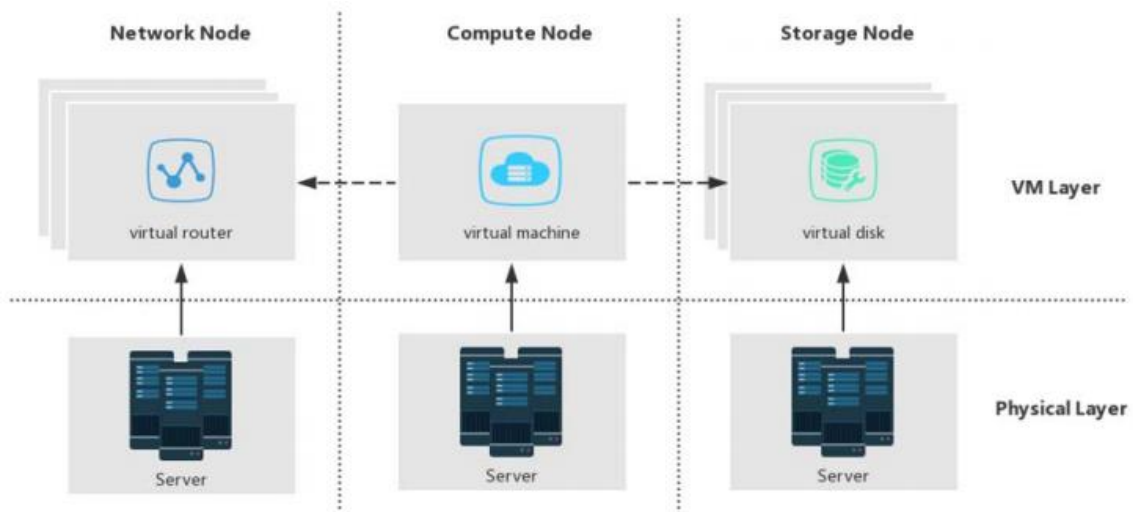 Network Node
Compute Node
Storage Node
virtual router
virtual machine
virtual disk
VM Layer
Server
Server
Server
Physical Layer